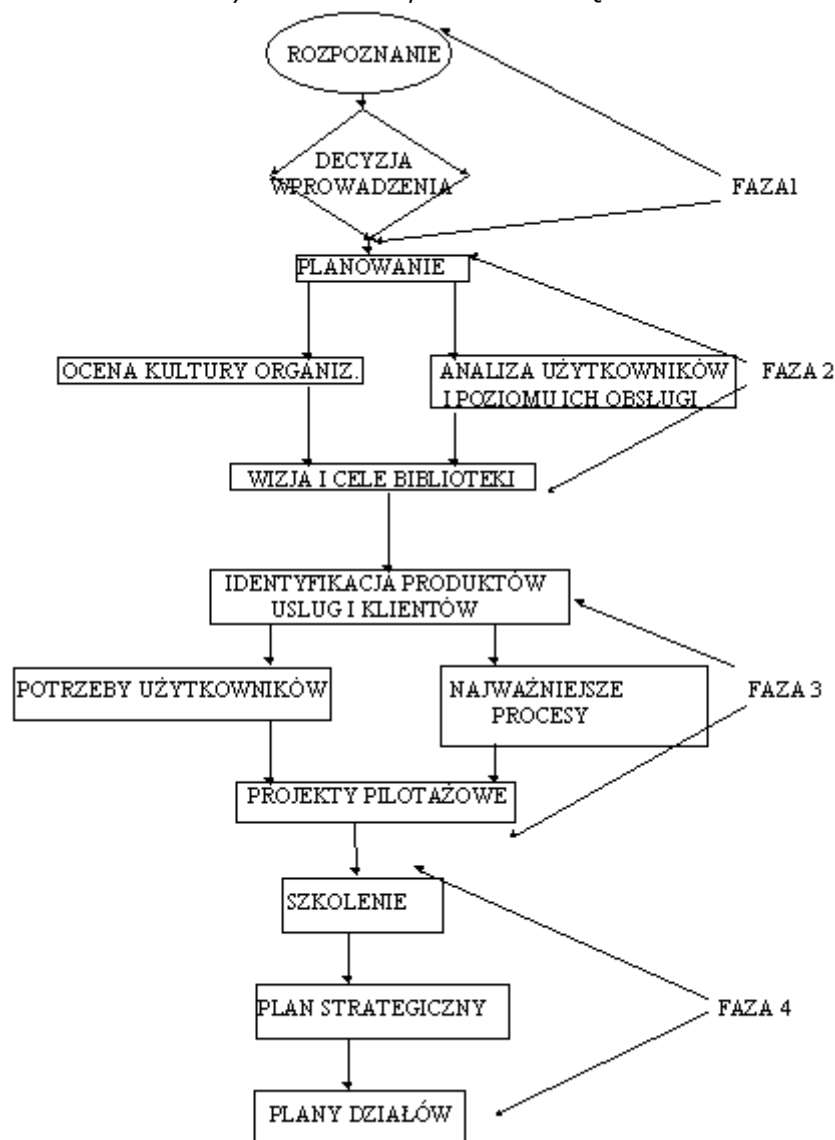 ROZPOZNANIE
DECYZJA
WPROWADZENIA
FAZA1
PLANOWANIE
OCENA KULTURY ORGANIZ.
ANALIZA UŻYTKOWNIKÓW
I POZIOMU ICH OBSŁUGI
FAZA 2
WIZJA I CELE BIBLIOTEKI
IDENTYFIKACJA PRODUKTÓW
USLUG I KLIENTÓW
POTRZEBY UŻYTKOWNIKÓW
NAJWAŹNIEJSZE
PROCESY
FAZA 3
PROJEKTY PILOTAŻOWE
SZKOLENIE
PLAN STRATEGICZNY
FAZA 4
PLANY DZIAŁÓW